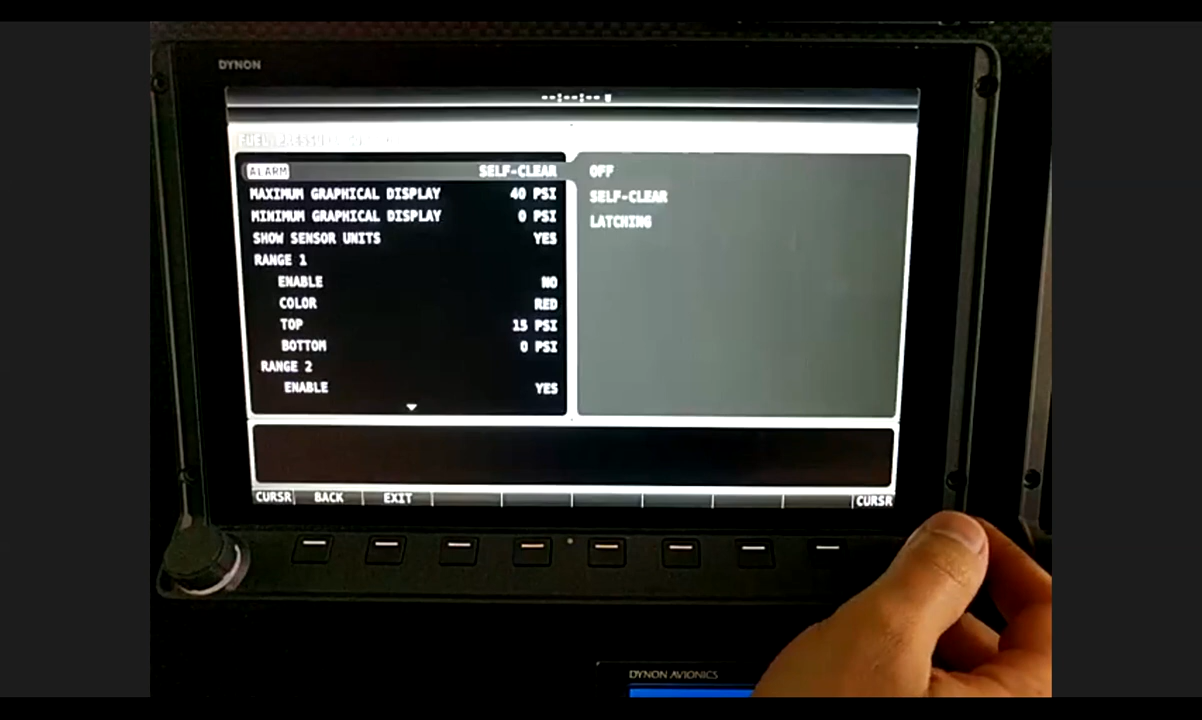 DYNON
--:--:--
FUEL PRESSURE
ALARM SELF-CLEAR
MAXIMUM GRAPHICAL DISPLAY 40 PSI
MINIMUM GRAPHICAL DISPLAY 0 PSI
SHOW SENSOR UNITS YES
RANGE 1
ENABLE NO
COLOR RED
TOP 15 PSI
BOTTOM 0 PSI
RANGE 2
ENABLE YES
OFF
SELF-CLEAR
LATCHING
CURSR BACK EXIT CURSR
DYNON AVIONICS